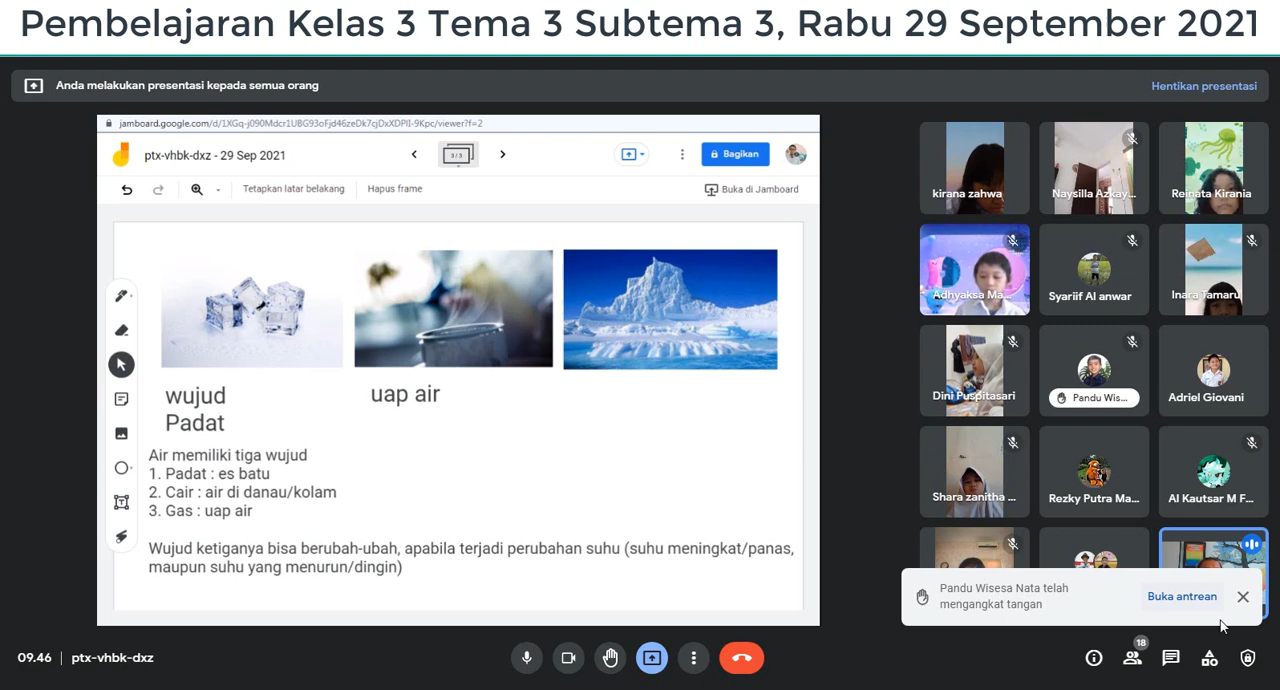 Pembelajaran Kelas 3 Tema 3 Subtema 3, Rabu 29 September 2021
Anda melakukan presentasi kepada semua orang
Hentikan presentasi
jamboard.google.com/d/1XGq-j090Mdcr1UBG93oFjd46zeDk7cjDxXDPlI-9Kpc/viewer?f=2
ptx-vhbk-dxz - 29 Sep 2021
3/3
Bagikan
Tetapkan latar belakang
Hapus frame
Buka di Jamboard
wujud
Padat
uap air
Air memiliki tiga wujud
1. Padat : es batu
2. Cair : air di danau/kolam
3. Gas : uap air
Wujud ketiganya bisa berubah-ubah, apabila terjadi perubahan suhu (suhu meningkat/panas,
maupun suhu yang menurun/dingin)
kirana zahwa
Naysilla Azkay...
Reinata Kirania
Adhyaksa Ma...
Syariif Al anwar
Inara Tamaru
Dini Puspitasari
Pandu Wis...
Adriel Giovani
Shara zanitha ...
Rezky Putra Ma...
Al Kautsar M F...
Pandu Wisesa Nata telah
mengangkat tangan
Buka antrean
09.46 | ptx-vhbk-dxz
18